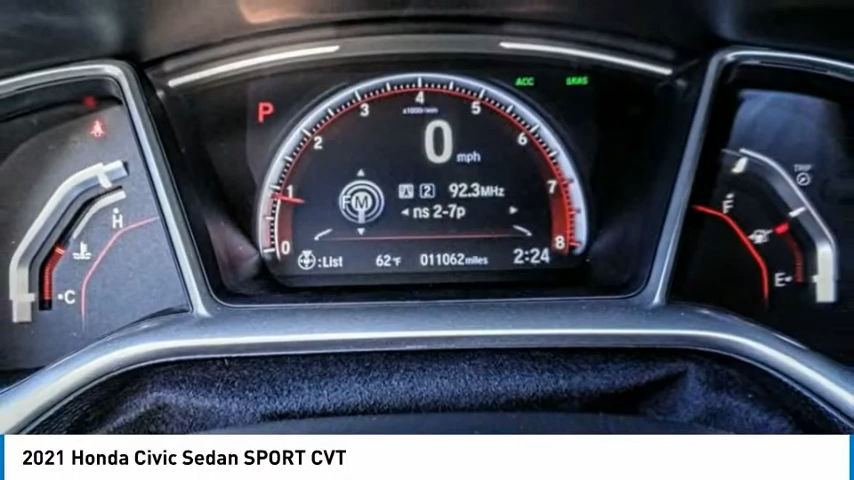 ACC
P
0 1 2 3 4 5 6 7 8
x1000r/min
0 mph
FM 2 92.3MHz
ns 2-7p
:List 62°F 011062miles 2:24
H
C
TRIP
F
E
2021 Honda Civic Sedan SPORT CVT